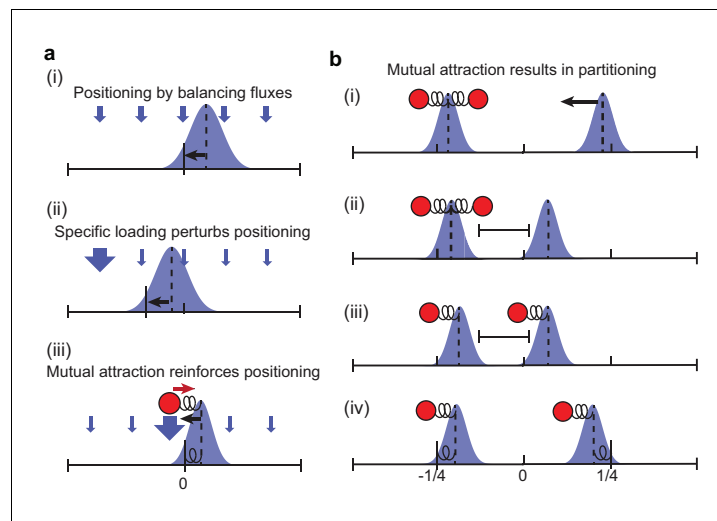 a
(i)
Positioning by balancing fluxes
(ii)
Specific loading perturbs positioning
(iii)
Mutual attraction reinforces positioning
0
b
Mutual attraction results in partitioning
(i)
(ii)
(iii)
(iv)
-1/4
0
1/4